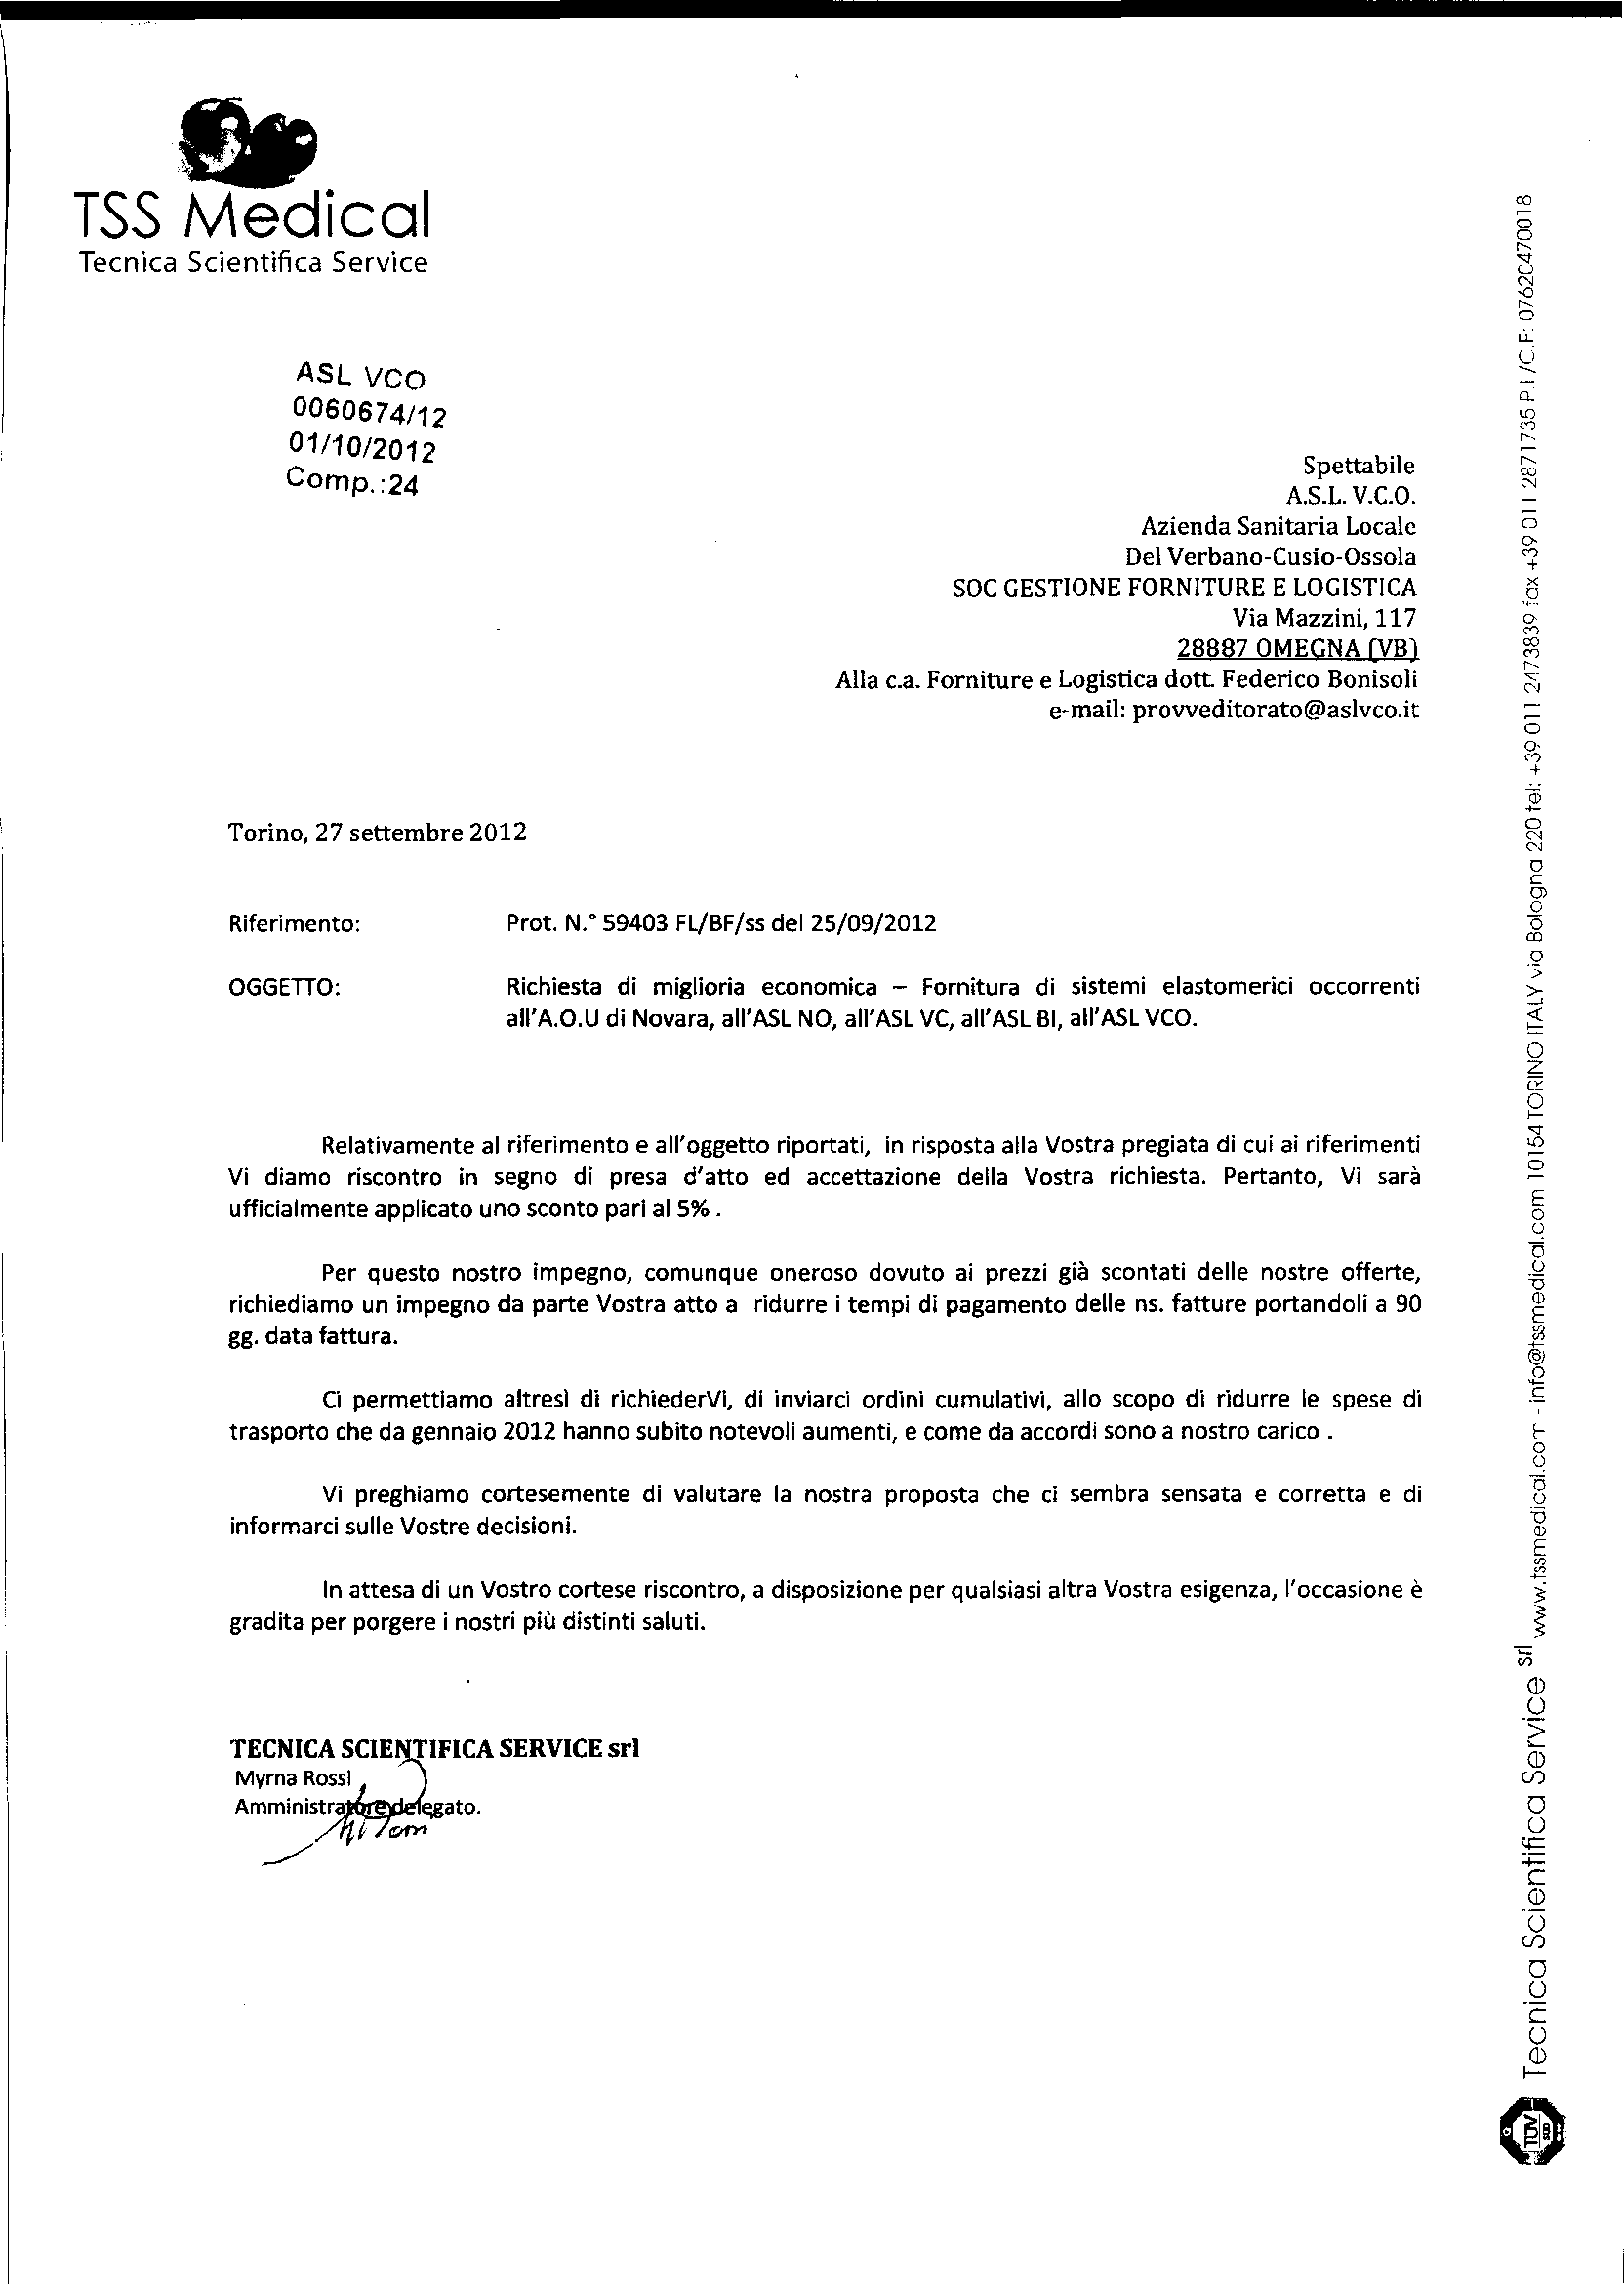 TSS Medical
Tecnica Scientifica Service
ASL VCO
0060674/12
01/10/2012
Comp.:24
Spettabile
A.S.L. V.C.O.
Azienda Sanitaria Locale
Del Verbano-Cusio-Ossola
SOC GESTIONE FORNITURE E LOGISTICA
Via Mazzini, 117
28887 OMEGNA (VB)
Alla c.a. Forniture e Logistica dott. Federico Bonisoli
e-mail: provveditorato@aslvco.it
Torino, 27 settembre 2012
Riferimento: Prot. N.° 59403 FL/BF/ss del 25/09/2012
OGGETTO: Richiesta di miglioria economica – Fornitura di sistemi elastomerici occorrenti
all'A.O.U di Novara, all'ASL NO, all'ASL VC, all'ASL BI, all'ASL VCO.
Relativamente al riferimento e all'oggetto riportati, in risposta alla Vostra pregiata di cui ai riferimenti
Vi diamo riscontro in segno di presa d'atto ed accettazione della Vostra richiesta. Pertanto, Vi sarà
ufficialmente applicato uno sconto pari al 5% .
Per questo nostro impegno, comunque oneroso dovuto ai prezzi già scontati delle nostre offerte,
richiediamo un impegno da parte Vostra atto a ridurre i tempi di pagamento delle ns. fatture portandoli a 90
gg. data fattura.
Ci permettiamo altresì di richiederVi, di inviarci ordini cumulativi, allo scopo di ridurre le spese di
trasporto che da gennaio 2012 hanno subito notevoli aumenti, e come da accordi sono a nostro carico .
Vi preghiamo cortesemente di valutare la nostra proposta che ci sembra sensata e corretta e di
informarci sulle Vostre decisioni.
In attesa di un Vostro cortese riscontro, a disposizione per qualsiasi altra Vostra esigenza, l'occasione è
gradita per porgere i nostri più distinti saluti.
TECNICA SCIENTIFICA SERVICE srl
Myrna Rossi
Amministratore delegato.
Tecnica Scientifica Service srl www.tssmedical.com - info@tssmedical.com 10154 TORINO ITALY via Bologna 220 tel: +39 011 2473839 fax +39 011 2871735 P.I /C.F: 07620470018
TUV